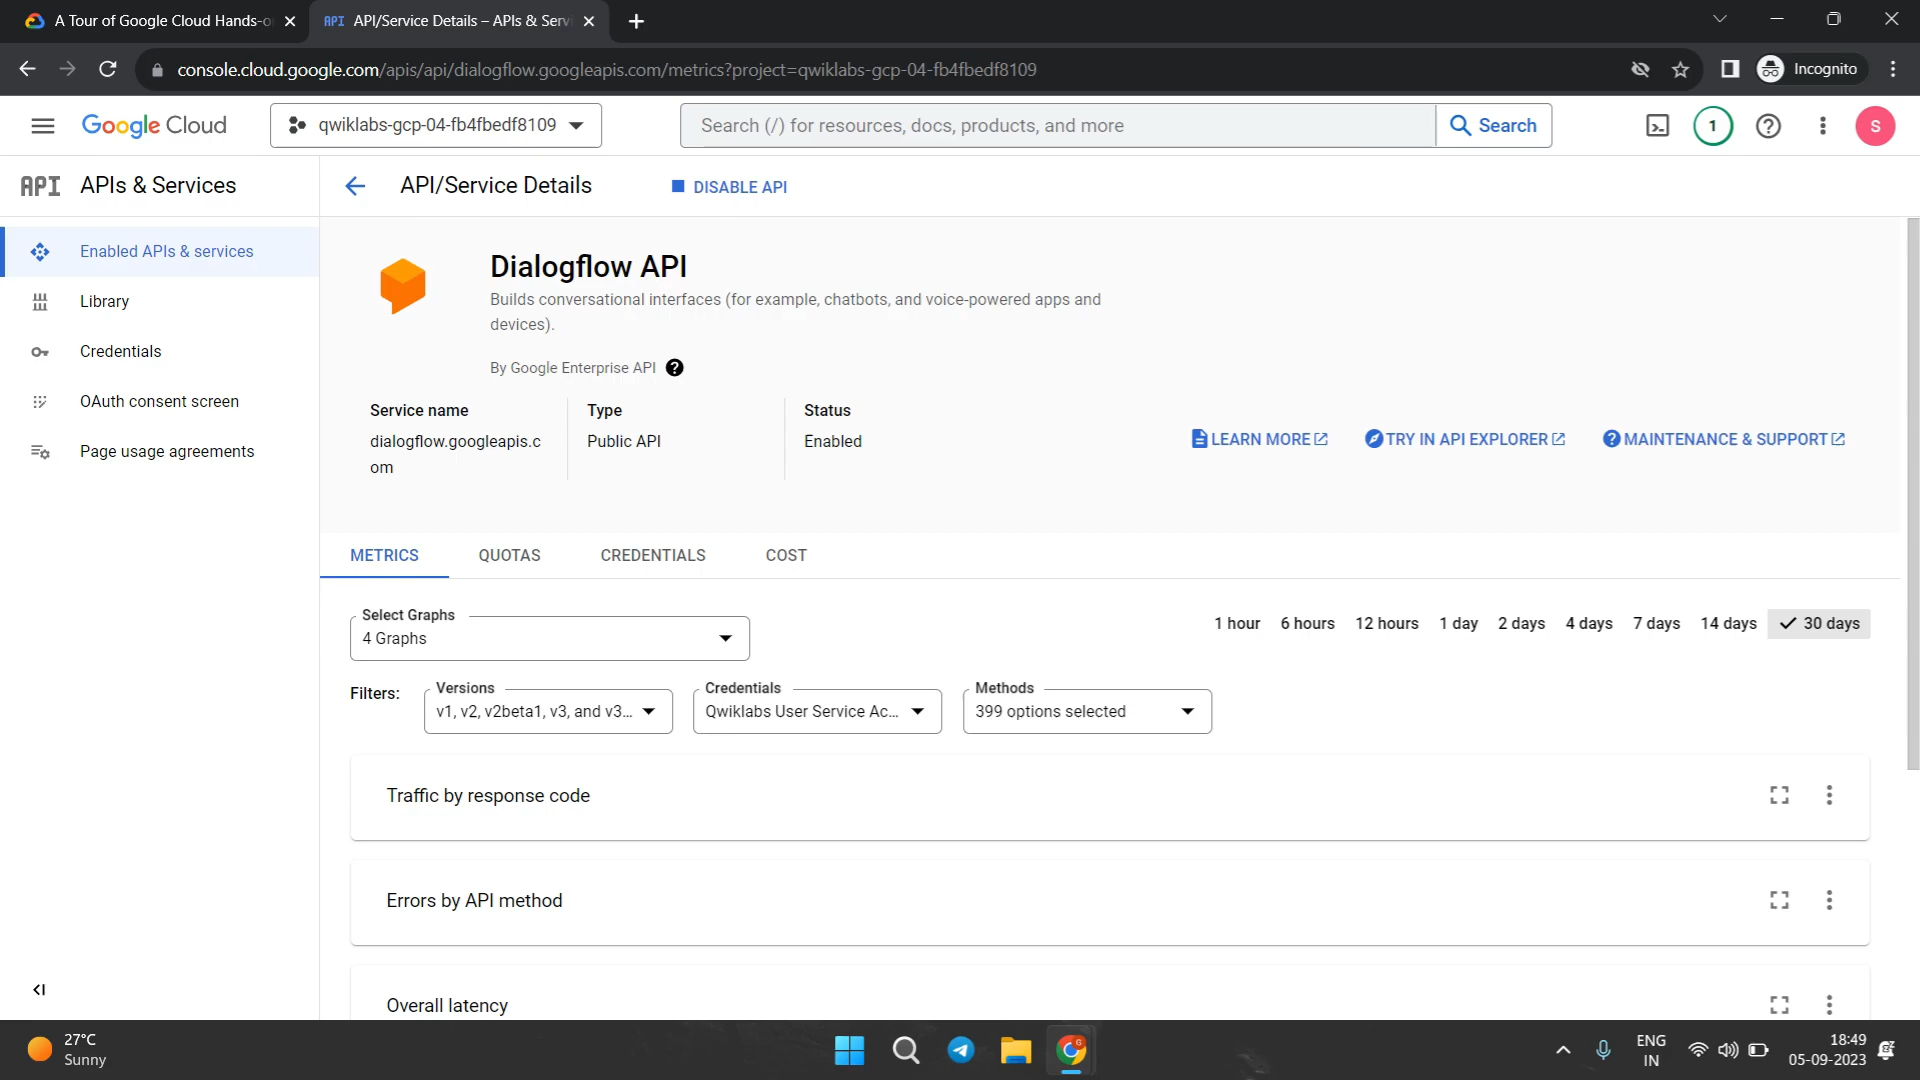 A Tour of Google Cloud Hands-o
API API/Service Details – APIs & Serv
console.cloud.google.com/apis/api/dialogflow.googleapis.com/metrics?project=qwiklabs-gcp-04-fb4fbedf8109
Incognito
Google Cloud
qwiklabs-gcp-04-fb4fbedf8109
Search (/) for resources, docs, products, and more
Search
1
S
API APIs & Services
API/Service Details
DISABLE API
Enabled APIs & services
Library
Credentials
OAuth consent screen
Page usage agreements
Dialogflow API
Builds conversational interfaces (for example, chatbots, and voice-powered apps and
devices).
By Google Enterprise API
Service name
dialogflow.googleapis.c
om
Type
Public API
Status
Enabled
LEARN MORE
TRY IN API EXPLORER
MAINTENANCE & SUPPORT
METRICS
QUOTAS
CREDENTIALS
COST
Select Graphs
4 Graphs
1 hour
6 hours
12 hours
1 day
2 days
4 days
7 days
14 days
30 days
Filters:
Versions
v1, v2, v2beta1, v3, and v3...
Credentials
Qwiklabs User Service Ac...
Methods
399 options selected
Traffic by response code
Errors by API method
Overall latency
27°C
Sunny
ENG
IN
18:49
05-09-2023